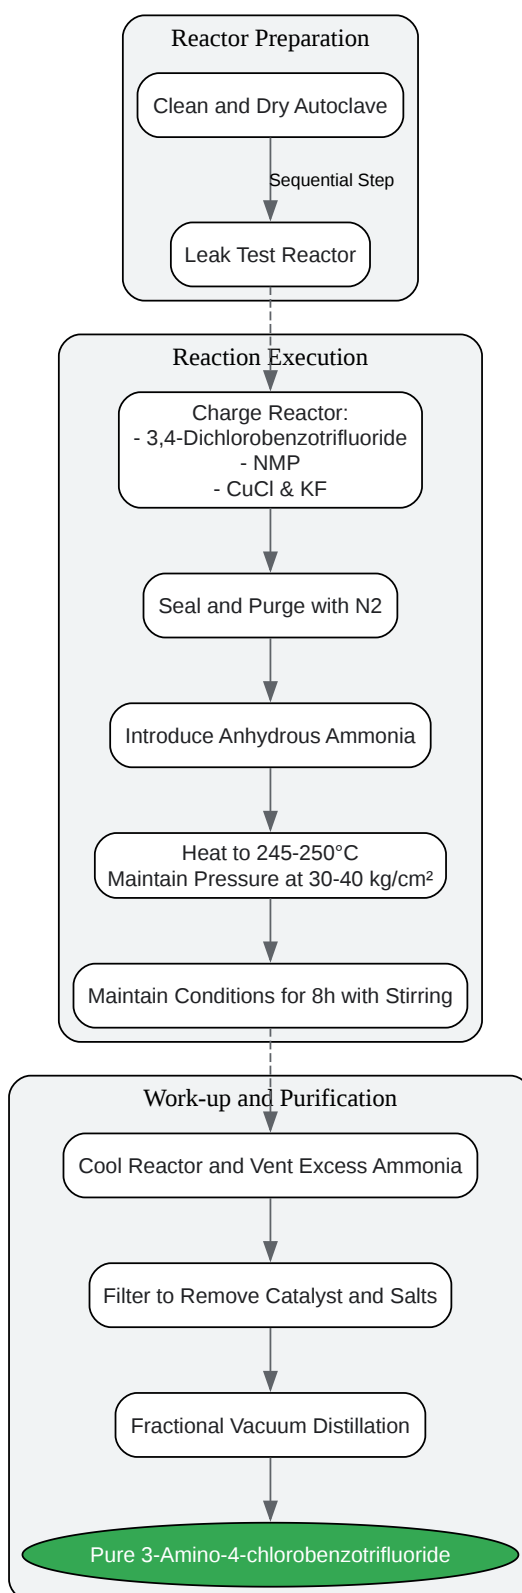 Reactor Preparation
Clean and Dry Autoclave
Sequential Step
Leak Test Reactor
Reaction Execution
Charge Reactor:
- 3,4-Dichlorobenzotrifluoride
- NMP
- CuCl & KF
Seal and Purge with N2
Introduce Anhydrous Ammonia
Heat to 245-250°C
Maintain Pressure at 30-40 kg/cm²
Maintain Conditions for 8h with Stirring
Work-up and Purification
Cool Reactor and Vent Excess Ammonia
Filter to Remove Catalyst and Salts
Fractional Vacuum Distillation
Pure 3-Amino-4-chlorobenzotrifluoride